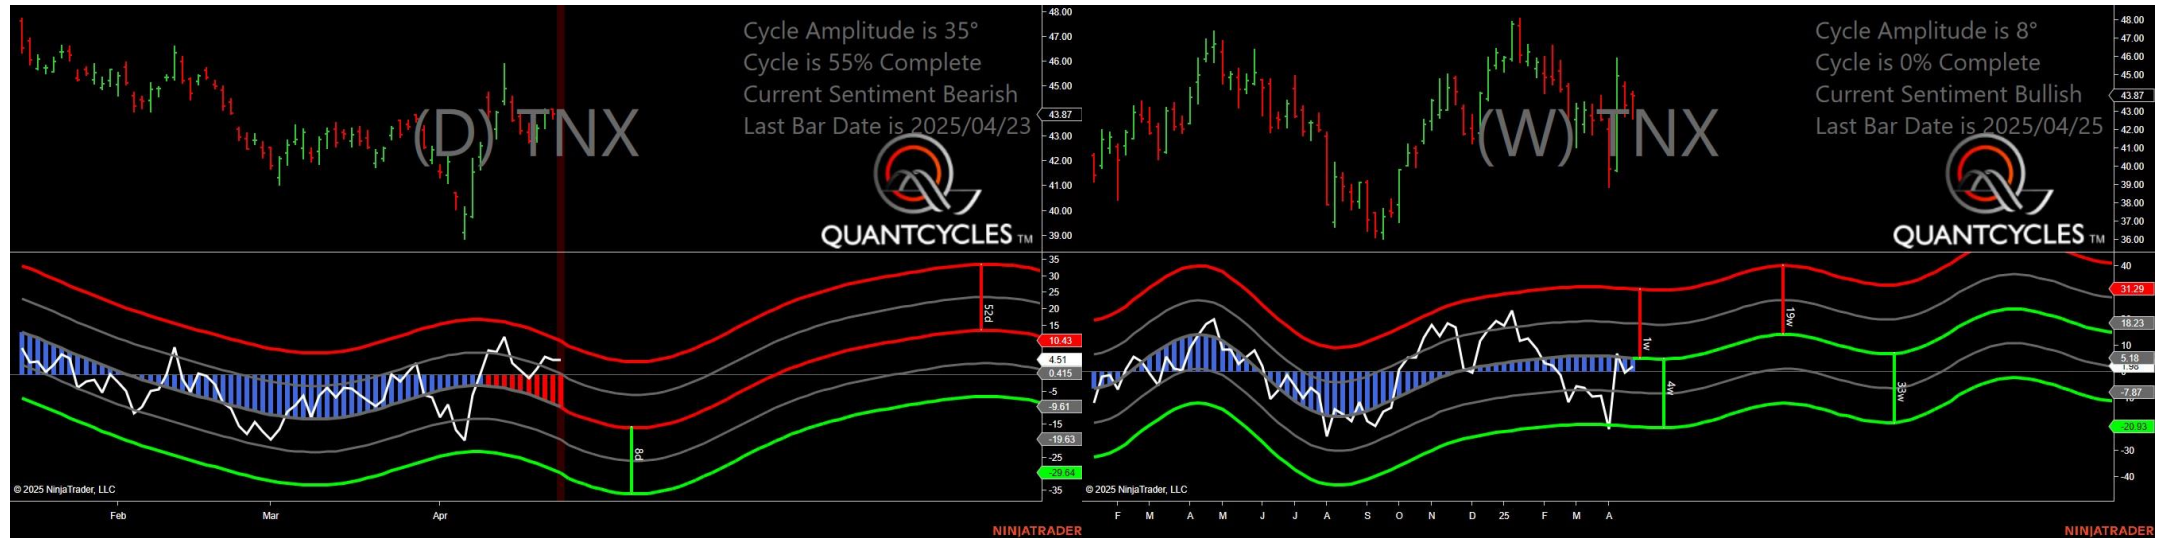 Cycle Amplitude is 35°
Cycle is 55% Complete
Current Sentiment Bearish
Last Bar Date is 2025/04/23
(D) TNX
QUANTCYCLES TM
48.00
47.00
46.00
45.00
44.00
43.87
43.00
42.00
41.00
40.00
39.00
35
30
25
20
15
10.43
4.51
0.415
-5
-9.61
-15
-19.63
-25
-29.64
-35
52d
8d
© 2025 NinjaTrader, LLC
Feb Mar Apr
NINJATRADER
Cycle Amplitude is 8°
Cycle is 0% Complete
Current Sentiment Bullish
Last Bar Date is 2025/04/25
(W) TNX
QUANTCYCLES TM
48.00
47.00
46.00
45.00
43.87
43.00
42.00
41.00
40.00
39.00
38.00
37.00
36.00
40
31.29
18.23
10
5.18
1.98
-7.87
-20.93
-30
-40
1w
4w
19w
33w
© 2025 NinjaTrader, LLC
F M A M J J A S O N D 25 F M A
NINJATRADER